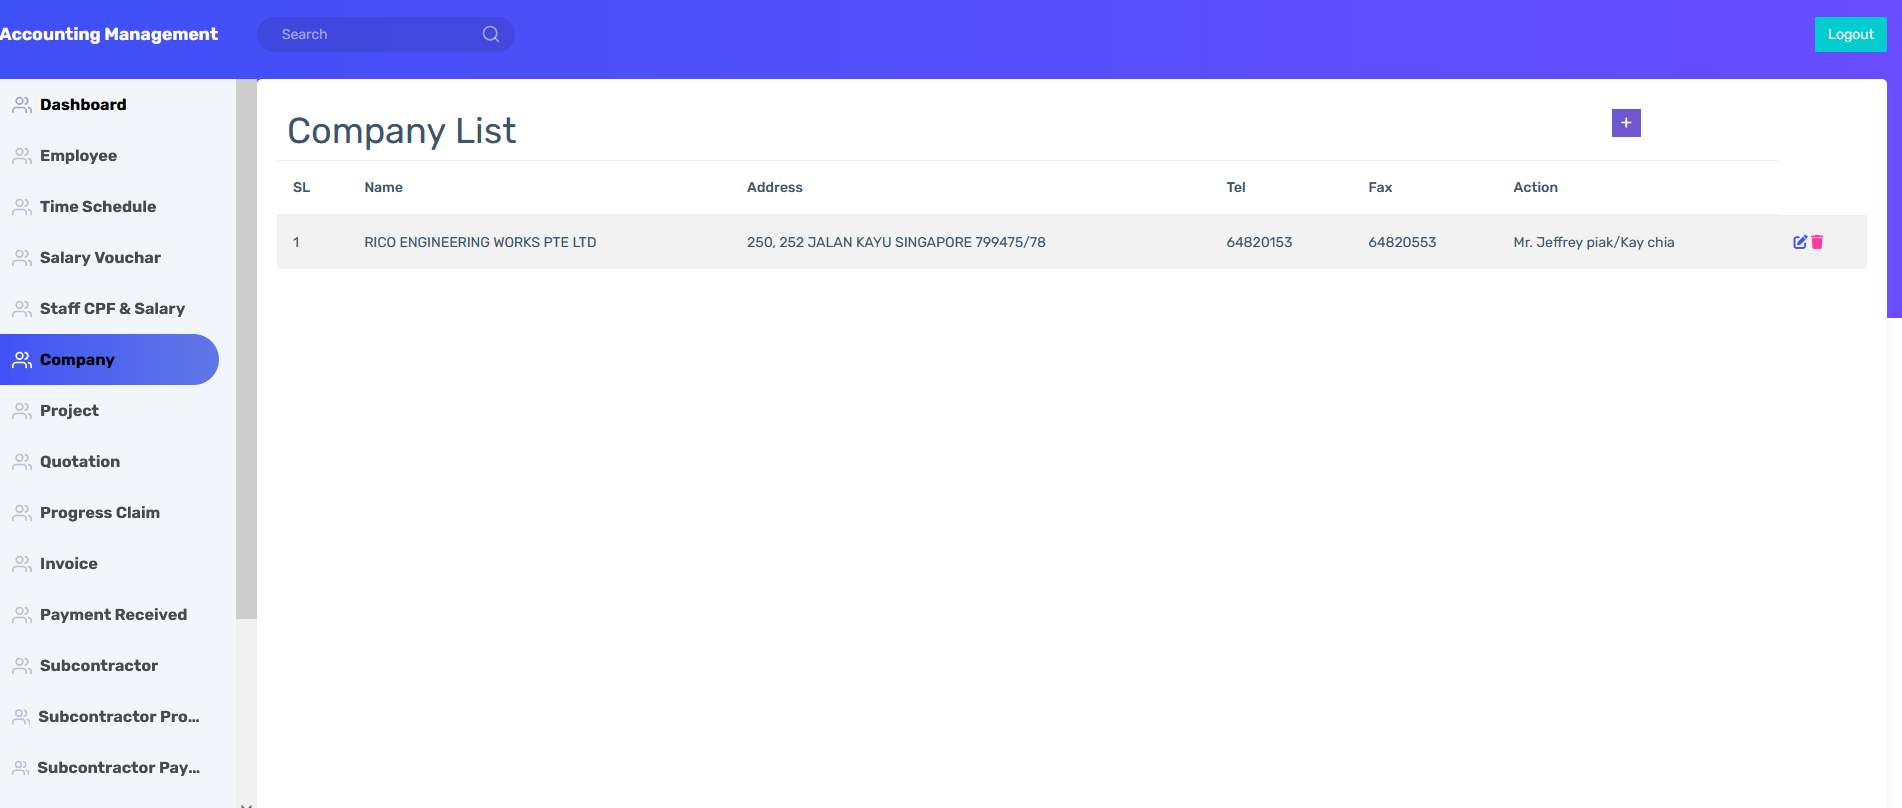 Accounting Management
Search
Logout
Dashboard
Employee
Time Schedule
Salary Vouchar
Staff CPF & Salary
Company
Project
Quotation
Progress Claim
Invoice
Payment Received
Subcontractor
Subcontractor Pro...
Subcontractor Pay...
Company List
+
SL Name Address Tel Fax Action
1 RICO ENGINEERING WORKS PTE LTD 250, 252 JALAN KAYU SINGAPORE 799475/78 64820153 64820553 Mr. Jeffrey piak/Kay chia